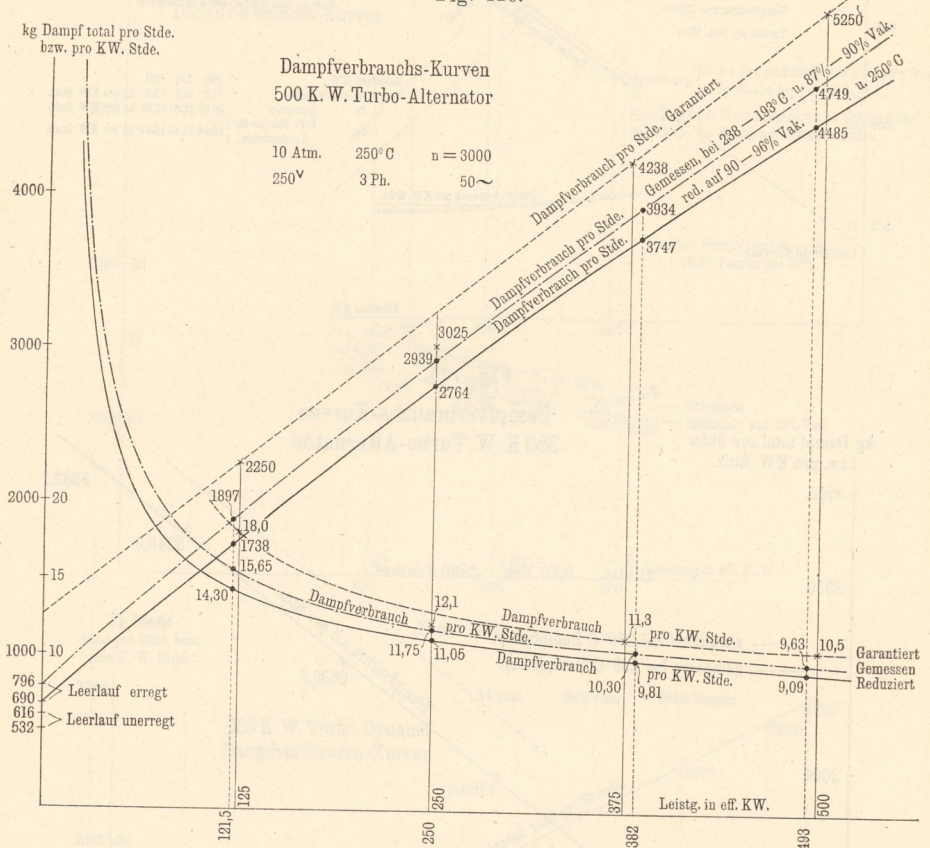 kg Dampf total pro Stde.
bzw. pro KW. Stde.
Dampfverbrauchs-Kurven
500 K.W. Turbo-Alternator
10 Atm. 250°C n = 3000
250V 3 Ph. 50~
5250
Dampfverbrauch pro Stde. Garantiert
Dampfverbrauch pro Stde. Gemessen, bei 238 – 193°C u. 87% – 90% Vak.
Dampfverbrauch pro Stde. red. auf 90 – 96% Vak. u. 250°C
4749
4485
4238
3934
3747
4000
3000
3025
2939
2764
2250
1897
2000 20
18,0
1738
15,65
14,30
15
12,1
11,3
Dampfverbrauch pro KW. Stde.
Dampfverbrauch pro KW. Stde.
Dampfverbrauch pro KW. Stde.
11,75
11,05
10,30
9,81
9,63
10,5
9,09
1000 10
Garantiert
Gemessen
Reduziert
796
690
Leerlauf erregt
616
532
Leerlauf unerregt
Leistg. in eff. KW.
121,5
125
250
250
375
382
493
500